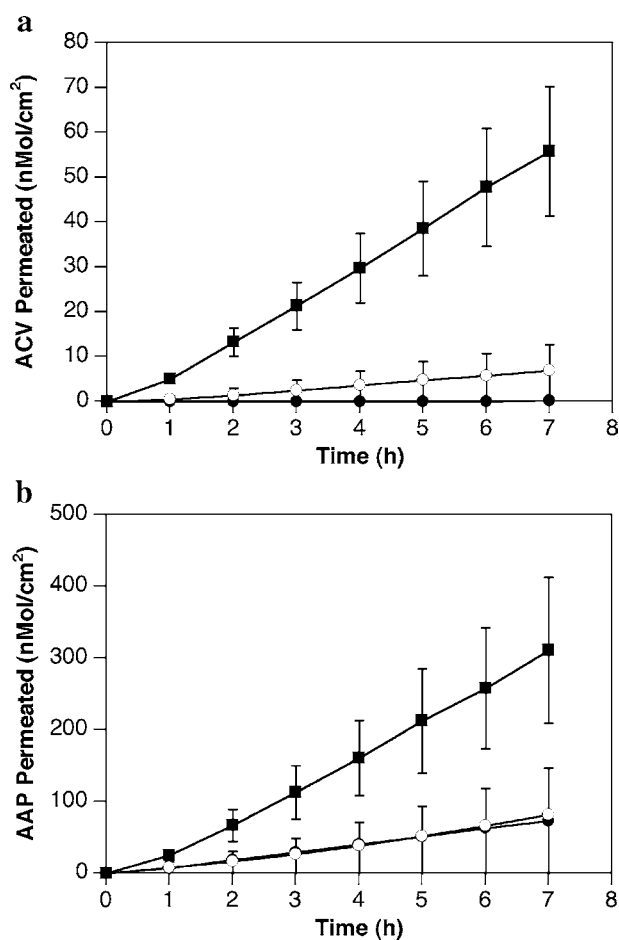 a
ACV Permeated (nMol/cm²)
80
70
60
50
40
30
20
10
0
0 1 2 3 4 5 6 7 8
Time (h)
b
AAP Permeated (nMol/cm²)
500
400
300
200
100
0
0 1 2 3 4 5 6 7 8
Time (h)